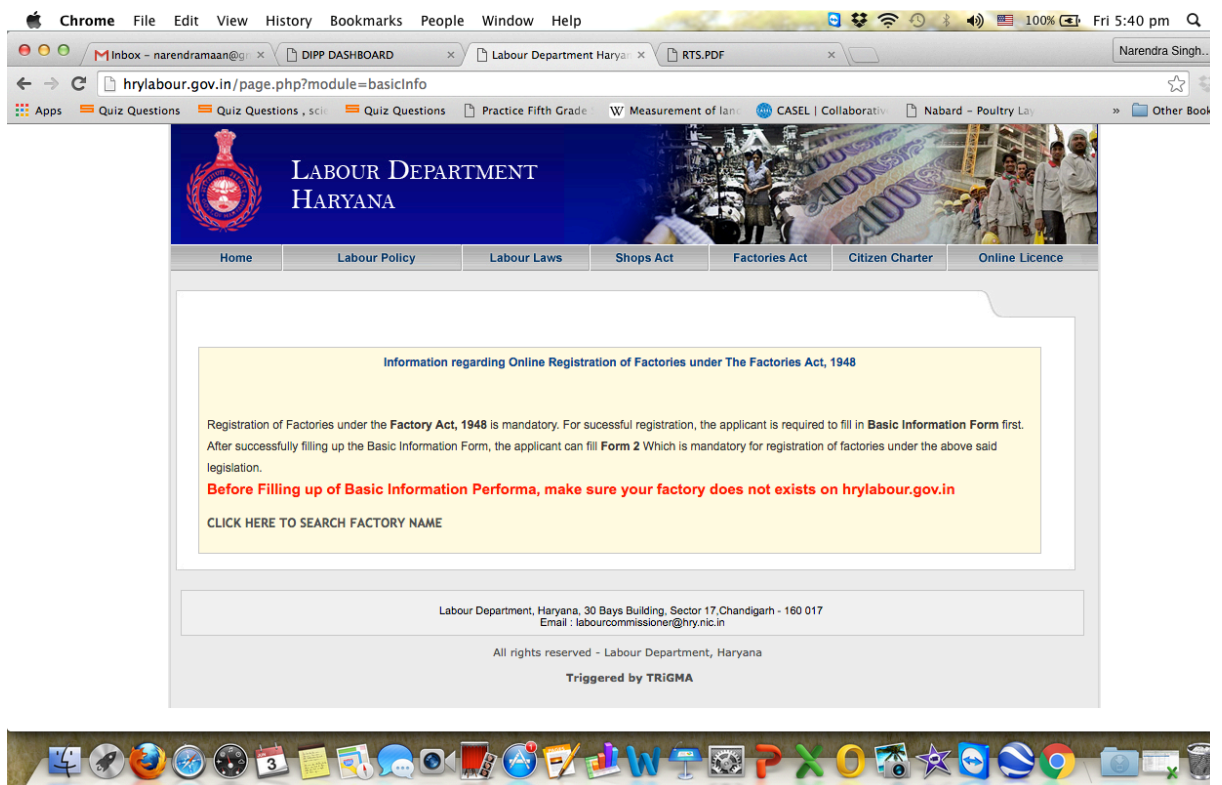 Chrome File Edit View History Bookmarks People Window Help 100% Fri 5:40 pm
Inbox – narendramaan@g DIPP DASHBOARD Labour Department Haryan RTS.PDF Narendra Singh..
hrylabour.gov.in/page.php?module=basicInfo
Apps Quiz Questions Quiz Questions , sci Quiz Questions Practice Fifth Grade Measurement of lan CASEL | Collaborativ Nabard – Poultry Lay » Other Book
LABOUR DEPARTMENT
HARYANA
Home Labour Policy Labour Laws Shops Act Factories Act Citizen Charter Online Licence
Information regarding Online Registration of Factories under The Factories Act, 1948
Registration of Factories under the Factory Act, 1948 is mandatory. For sucessful registration, the applicant is required to fill in Basic Information Form first.
After successfully filling up the Basic Information Form, the applicant can fill Form 2 Which is mandatory for registration of factories under the above said
legislation.
Before Filling up of Basic Information Performa, make sure your factory does not exists on hrylabour.gov.in
CLICK HERE TO SEARCH FACTORY NAME
Labour Department, Haryana, 30 Bays Building, Sector 17,Chandigarh - 160 017
Email : labourcommissioner@hry.nic.in
All rights reserved - Labour Department, Haryana
Triggered by TRiGMA
3